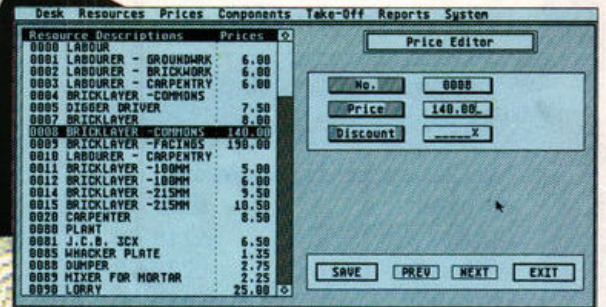 Desk Resources Prices Components Take-Off Reports System
Resource Descriptions Prices
0000 LABOUR
0001 LABOURER - GROUNDWRK 6.00
0002 LABOURER - BRICKWORK 6.00
0003 LABOURER - CARPENTRY 6.00
0004 BRICKLAYER -COMMONS
0005 DIGGER DRIVER 7.50
0007 BRICKLAYER 8.00
0008 BRICKLAYER -COMMONS 140.00
0009 BRICKLAYER -FACINGS 190.00
0010 LABOURER - CARPENTRY
0011 BRICKLAYER -100MM 5.00
0012 BRICKLAYER -100MM 6.00
0014 BRICKLAYER -215MM 9.50
0015 BRICKLAYER -215MM 10.50
0020 CARPENTER 8.50
0080 PLANT
0081 J.C.B. 3CX 6.50
0085 WHACKER PLATE 1.35
0088 DUMPER 2.75
0089 MIXER FOR MORTAR 2.25
0090 LORRY 25.00
Price Editor
No. 0008
Price 140.00_
Discount _____%
SAVE PREV NEXT EXIT